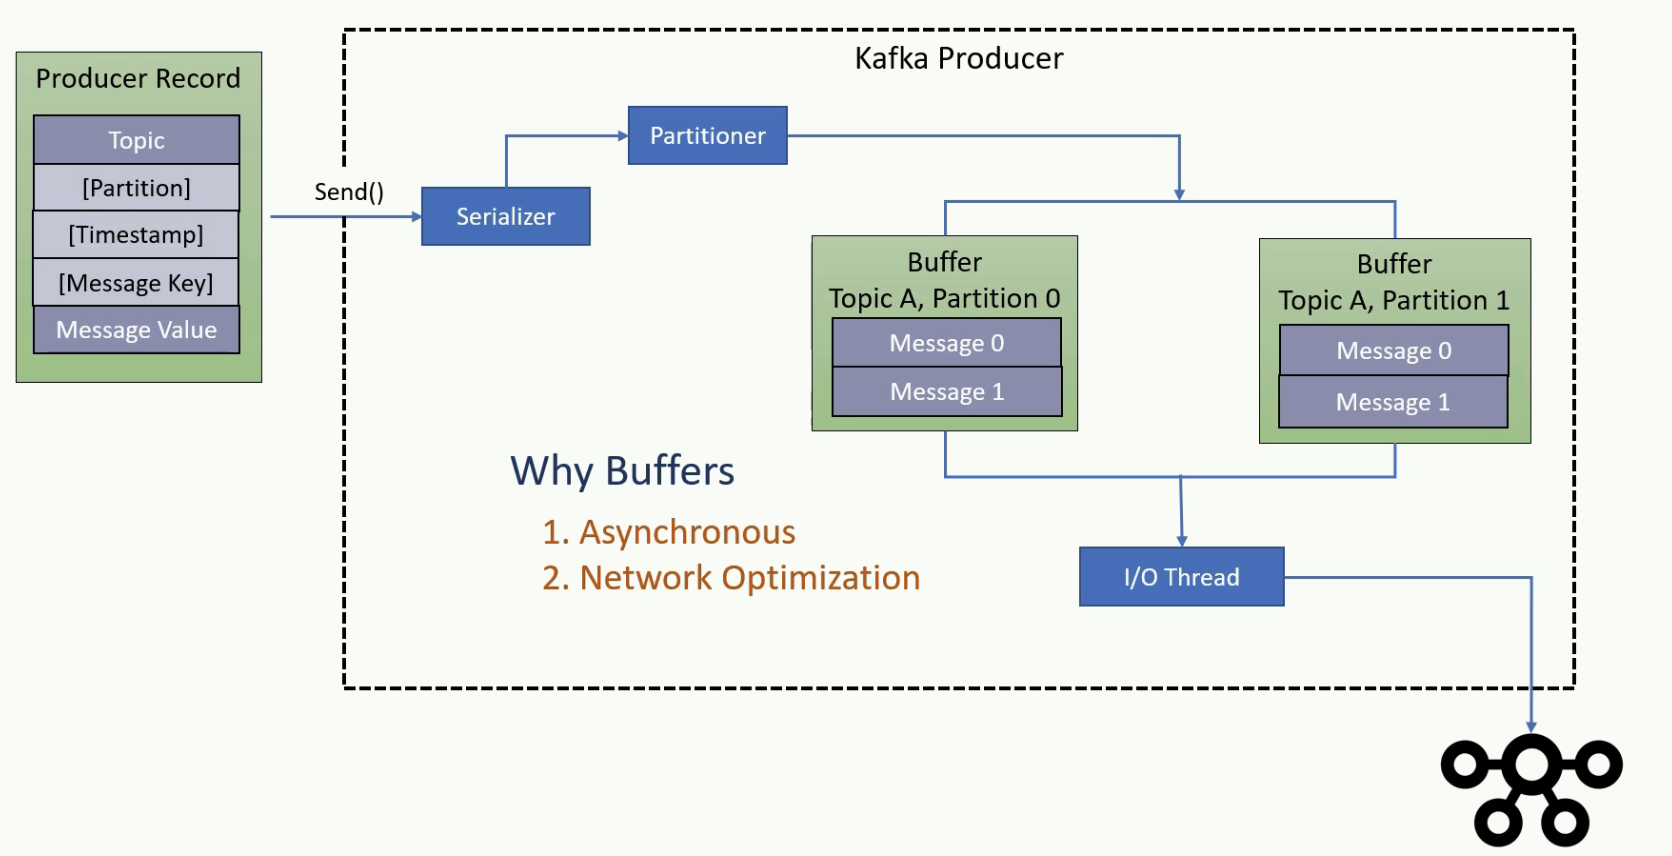 Kafka Producer
Producer Record
Topic
[Partition]
[Timestamp]
[Message Key]
Message Value
Send()
Serializer
Partitioner
Buffer
Topic A, Partition 0
Message 0
Message 1
Buffer
Topic A, Partition 1
Message 0
Message 1
Why Buffers
1. Asynchronous
2. Network Optimization
I/O Thread